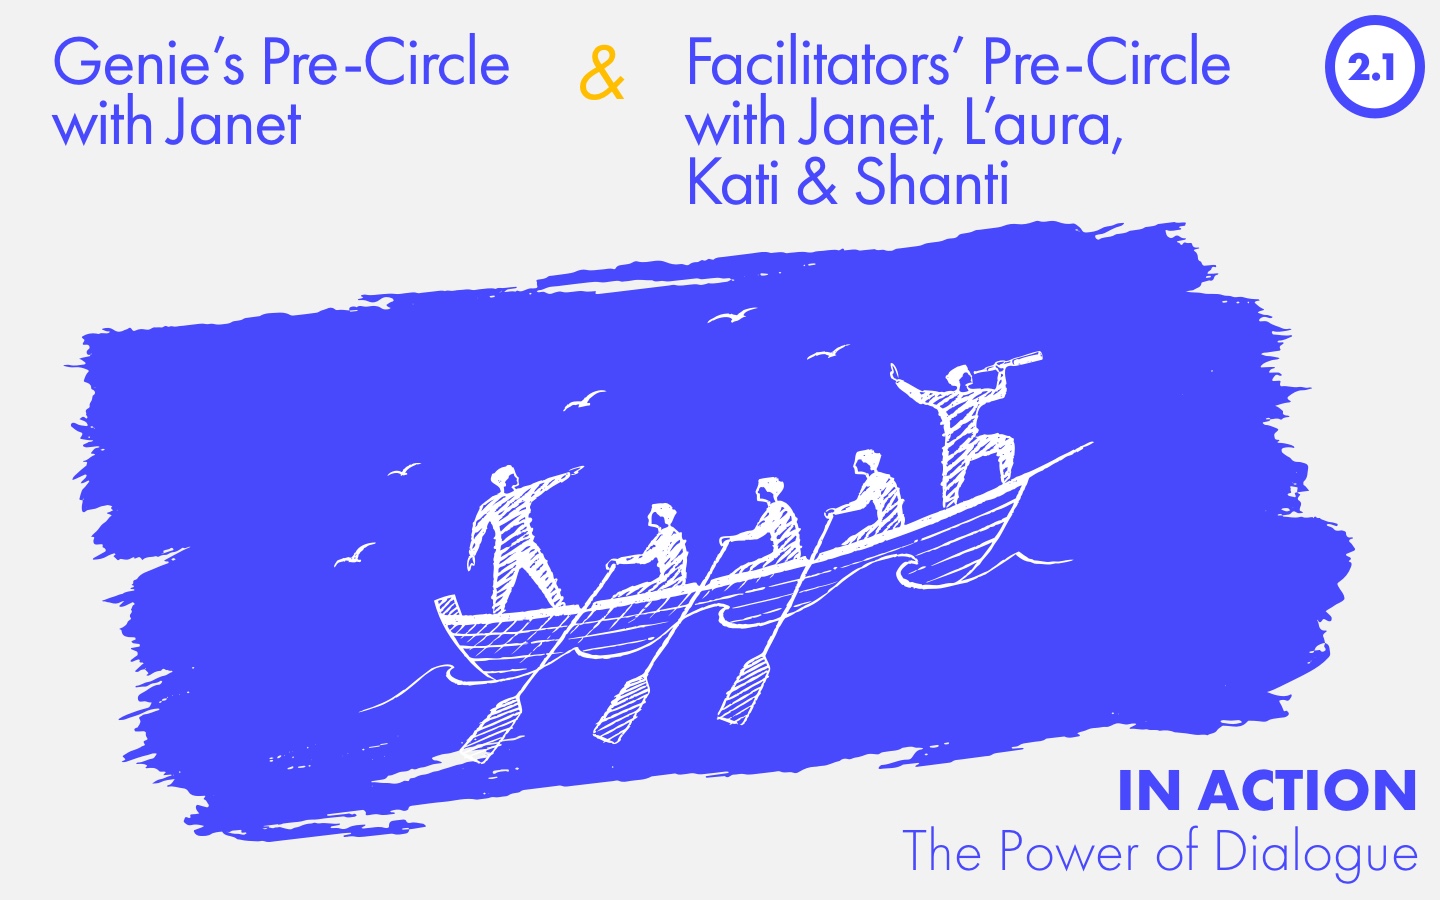 Genie’s Pre-Circle
with Janet
&
Facilitators’ Pre-Circle
with Janet, L’aura,
Kati & Shanti
2.1
IN ACTION
The Power of Dialogue